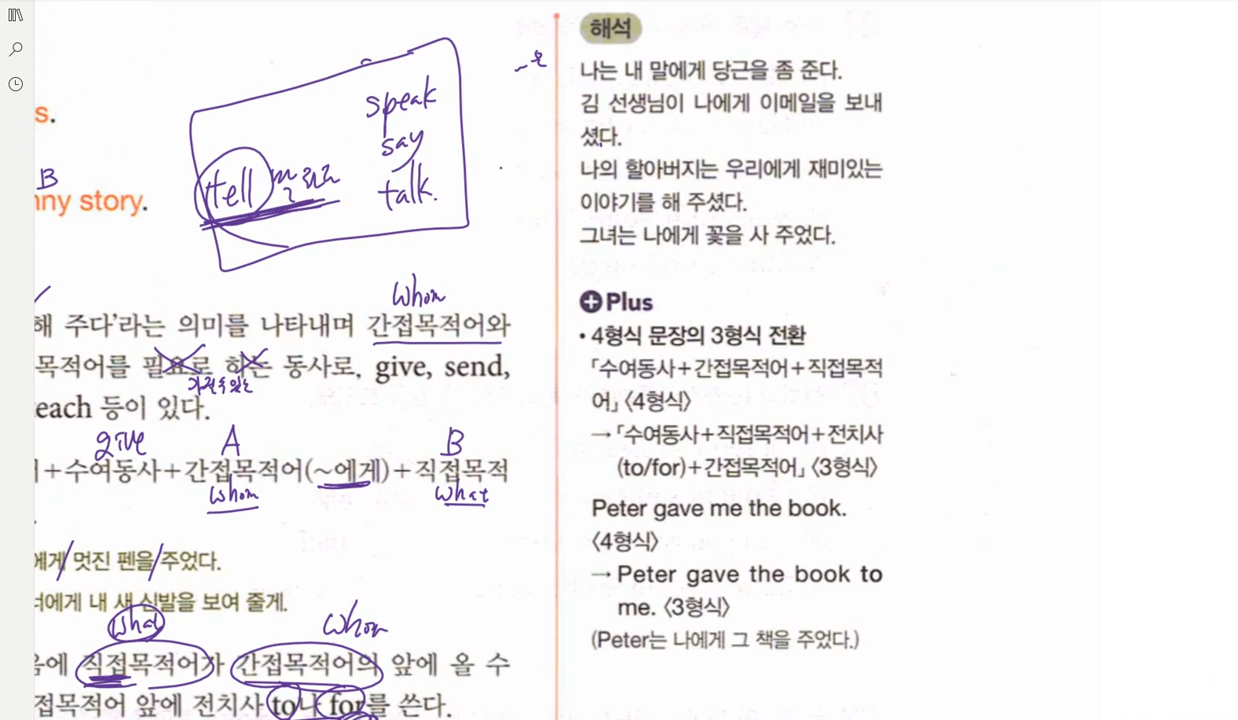 s.
B
nny story.
speak
say
tell
talk.
whom
해 주다’라는 의미를 나타내며 간접목적어와
목적어를 필요로 하는 동사로, give, send,
each 등이 있다.
give A B
+수여동사+간접목적어(~에게)+직접목적
whom what
에게 멋진 펜을 주었다.
너에게 내 새 신발을 보여 줄게.
what whom
음에 직접목적어가 간접목적어의 앞에 올 수
접목적어 앞에 전치사 to나 for를 쓴다.
해석
나는 내 말에게 당근을 좀 준다.
김 선생님이 나에게 이메일을 보내
셨다.
나의 할아버지는 우리에게 재미있는
이야기를 해 주셨다.
그녀는 나에게 꽃을 사 주었다.
+Plus
• 4형식 문장의 3형식 전환
「수여동사+간접목적어+직접목적
어」〈4형식〉
→「수여동사+직접목적어+전치사
(to/for)+간접목적어」〈3형식〉
Peter gave me the book.
〈4형식〉
→ Peter gave the book to
me. 〈3형식〉
(Peter는 나에게 그 책을 주었다.)